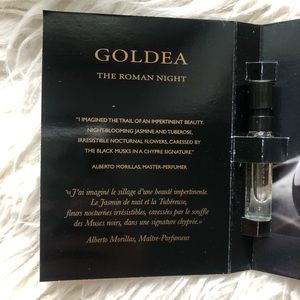 GOLDEA
THE ROMAN NIGHT
"I IMAGINED THE TRAIL OF AN IMPERTINENT BEAUTY.
NIGHT-BLOOMING JASMINE AND TUBEROSE,
IRRESISTIBLE NOCTURNAL FLOWERS, CARESSED BY
THE BLACK MUSKS IN A CHYPRE SIGNATURE"
ALBERTO MORILLAS, MASTER-PERFUMER
"«J'ai imaginé le sillage d'une beauté impertinente.
Le Jasmin de nuit et la Tubéreuse,
fleurs nocturnes irrésistibles, caressées par le souffle
des Muscs noirs, dans une signature chyprée.»
Alberto Morillas, Maître-Parfumeur